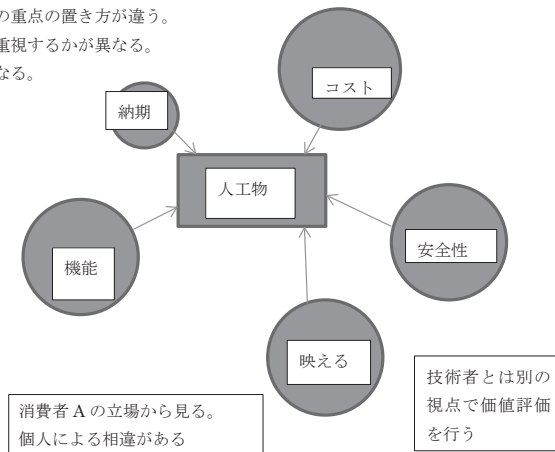 の重点の置き方が違う。
重視するかが異なる。
なる。
コスト
納期
人工物
安全性
機能
映える
技術者とは別の
視点で価値評価
を行う
消費者 A の立場から見る。
個人による相違がある